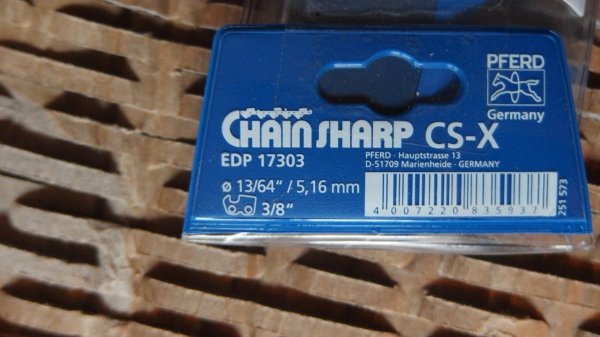 PFERD
Germany
CHAIN SHARP CS-X
EDP 17303
PFERD · Hauptstrasse 13
D-51709 Marienheide · GERMANY
ø 13/64“ / 5,16 mm
3/8“
4 007220 835937
251 573